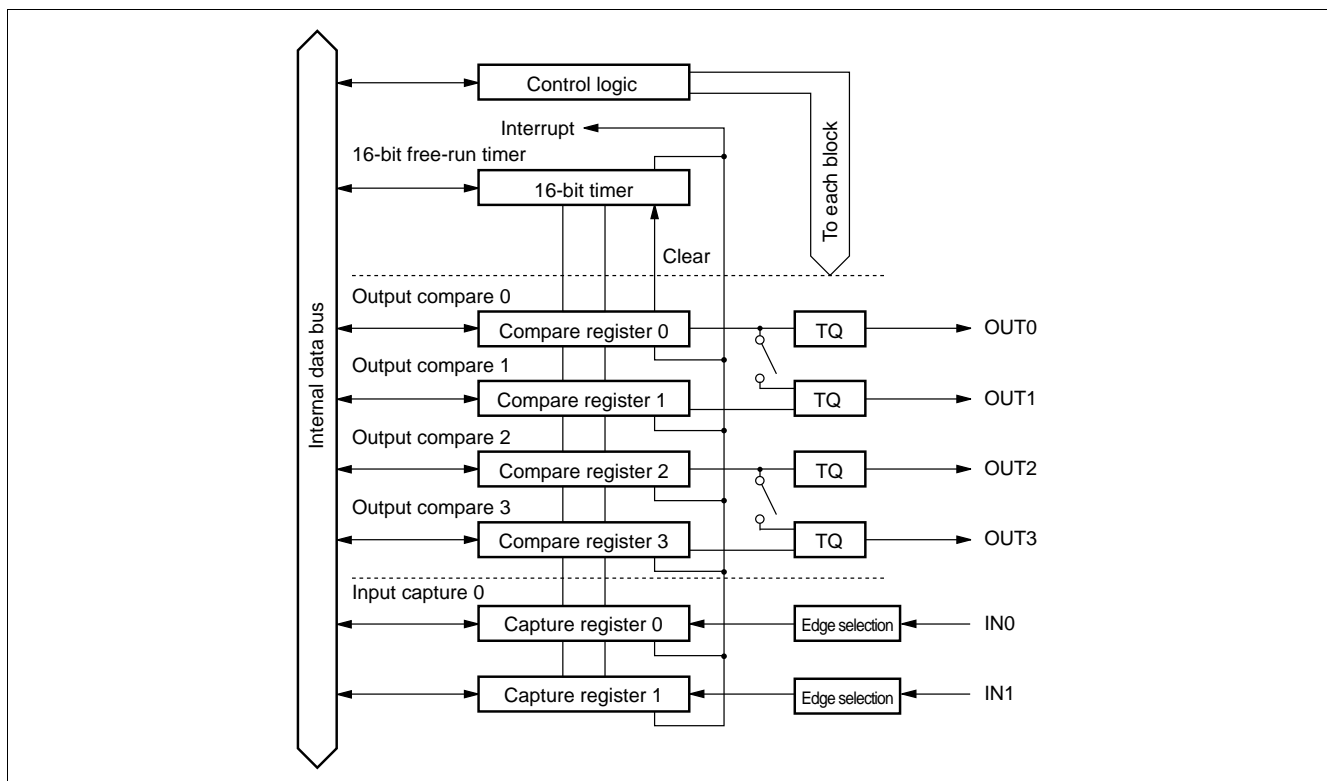 Control logic
Interrupt
16-bit free-run timer
16-bit timer
To each block
Clear
Internal data bus
Output compare 0
Compare register 0
TQ
OUT0
Output compare 1
Compare register 1
TQ
OUT1
Output compare 2
Compare register 2
TQ
OUT2
Output compare 3
Compare register 3
TQ
OUT3
Input capture 0
Capture register 0
Edge selection
IN0
Capture register 1
Edge selection
IN1